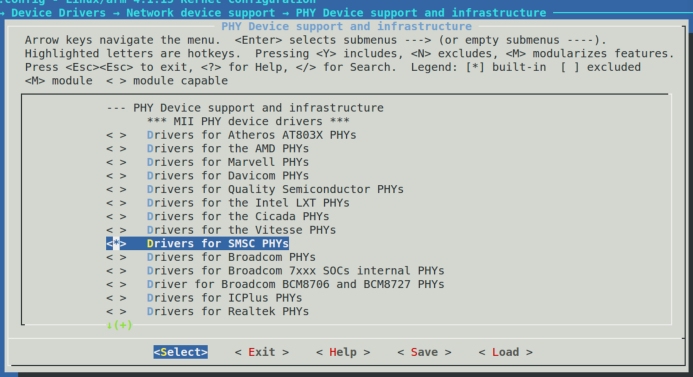 .config - Linux/arm 4.1.15 Kernel Configuration
→ Device Drivers → Network device support → PHY Device support and infrastructure
PHY Device support and infrastructure
Arrow keys navigate the menu.  <Enter> selects submenus ---> (or empty submenus ----).
Highlighted letters are hotkeys.  Pressing <Y> includes, <N> excludes, <M> modularizes features.
Press <Esc><Esc> to exit, <?> for Help, </> for Search.  Legend: [*] built-in  [ ] excluded
<M> module  < > module capable
--- PHY Device support and infrastructure
*** MII PHY device drivers ***
< >   Drivers for Atheros AT803X PHYs
< >   Drivers for the AMD PHYs
< >   Drivers for Marvell PHYs
< >   Drivers for Davicom PHYs
< >   Drivers for Quality Semiconductor PHYs
< >   Drivers for the Intel LXT PHYs
< >   Drivers for the Cicada PHYs
< >   Drivers for the Vitesse PHYs
<*>   Drivers for SMSC PHYs
< >   Drivers for Broadcom PHYs
< >   Drivers for Broadcom 7xxx SOCs internal PHYs
< >   Driver for Broadcom BCM8706 and BCM8727 PHYs
< >   Drivers for ICPlus PHYs
< >   Drivers for Realtek PHYs
↓(+)
<Select>    < Exit >    < Help >    < Save >    < Load >